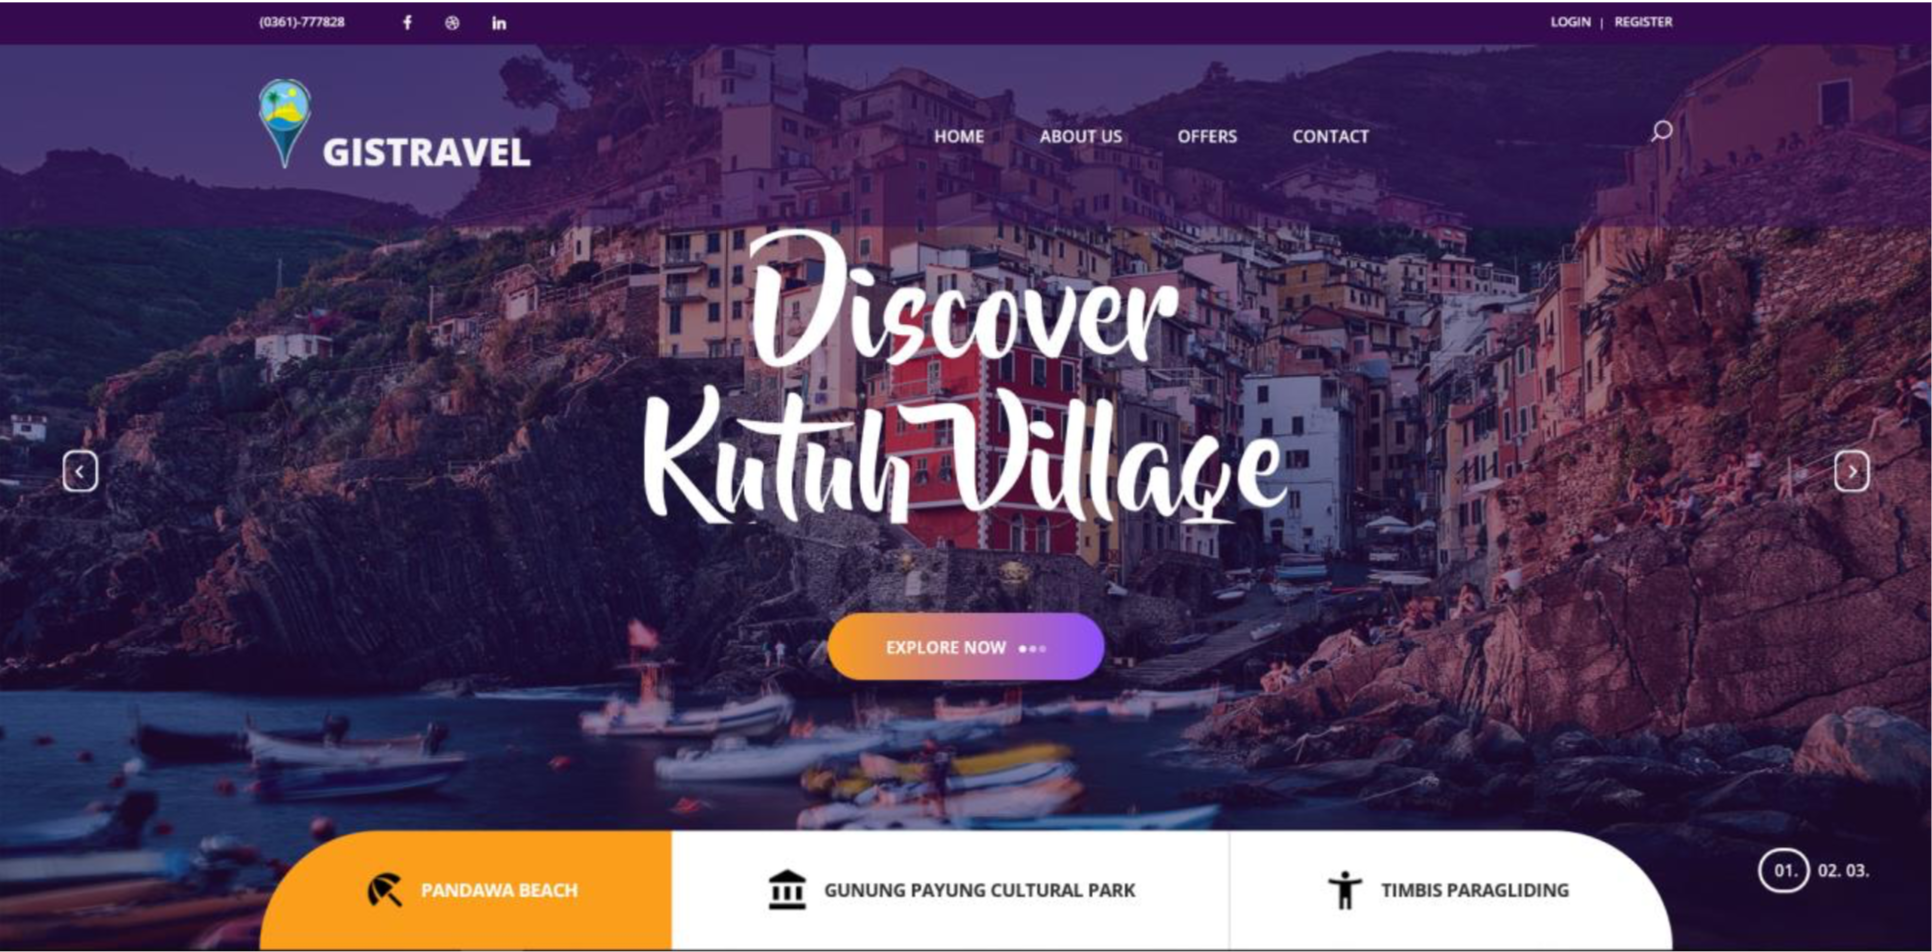 (0361)-777828
LOGIN | REGISTER
GISTRAVEL
HOME ABOUT US OFFERS CONTACT
Discover
Kutuh Village
EXPLORE NOW
PANDAWA BEACH
GUNUNG PAYUNG CULTURAL PARK
TIMBIS PARAGLIDING
01. 02. 03.